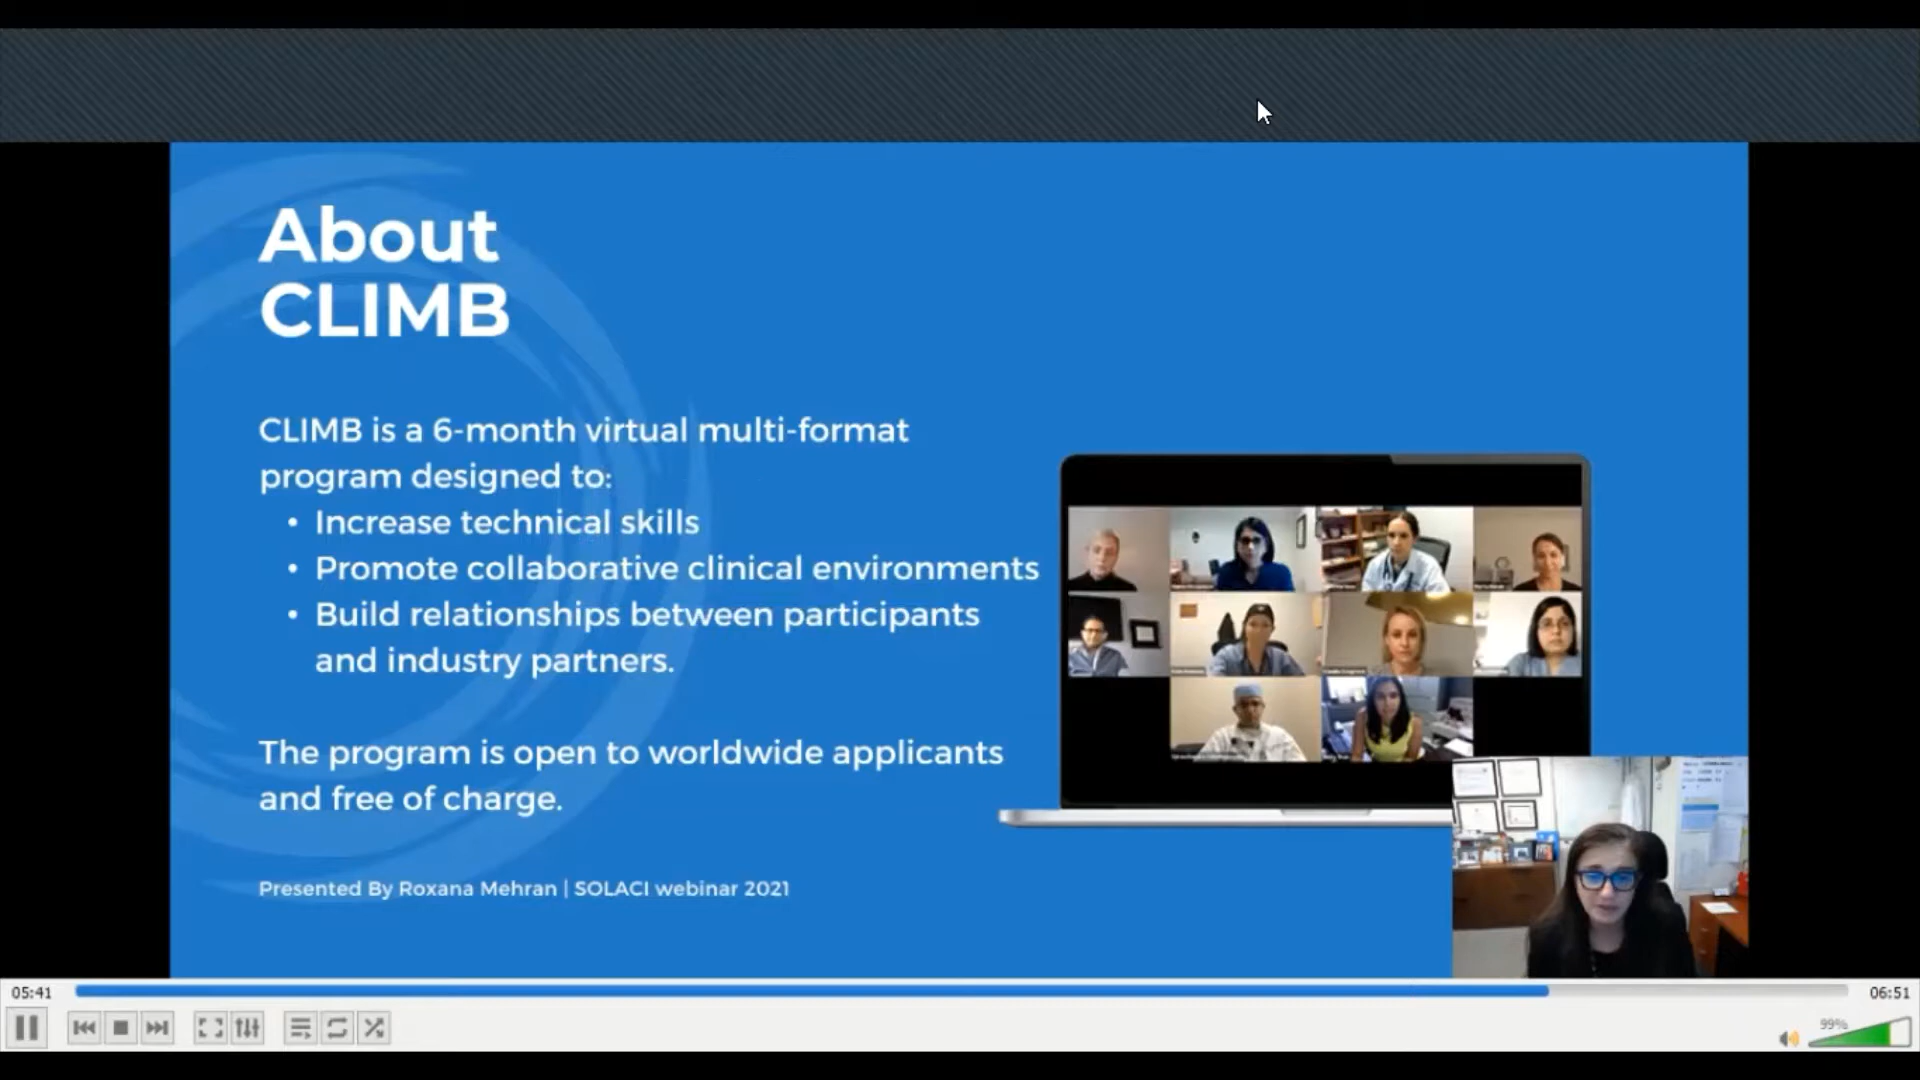 About
CLIMB
CLIMB is a 6-month virtual multi-format
program designed to:
• Increase technical skills
• Promote collaborative clinical environments
• Build relationships between participants
and industry partners.
The program is open to worldwide applicants
and free of charge.
Presented By Roxana Mehran | SOLACI webinar 2021
05:41
06:51
99%